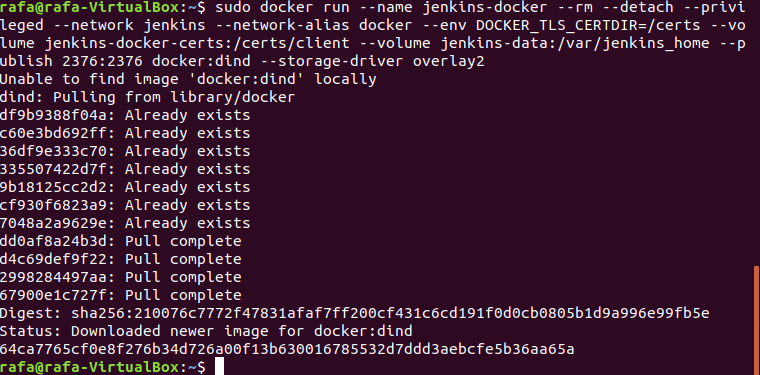 rafa@rafa-VirtualBox:~$ sudo docker run --name jenkins-docker --rm --detach --privi
leged --network jenkins --network-alias docker --env DOCKER_TLS_CERTDIR=/certs --vo
lume jenkins-docker-certs:/certs/client --volume jenkins-data:/var/jenkins_home --p
ublish 2376:2376 docker:dind --storage-driver overlay2
Unable to find image 'docker:dind' locally
dind: Pulling from library/docker
df9b9388f04a: Already exists
c60e3bd692ff: Already exists
36df9e333c70: Already exists
335507422d7f: Already exists
9b18125cc2d2: Already exists
cf930f6823a9: Already exists
7048a2a9629e: Already exists
dd0af8a24b3d: Pull complete
d4c69def9f22: Pull complete
2998284497aa: Pull complete
67900e1c727f: Pull complete
Digest: sha256:210076c7772f47831afaf7ff200cf431c6cd191f0d0cb0805b1d9a996e99fb5e
Status: Downloaded newer image for docker:dind
64ca7765cf0e8f276b34d726a00f13b630016785532d7ddd3aebcfe5b36aa65a
rafa@rafa-VirtualBox:~$